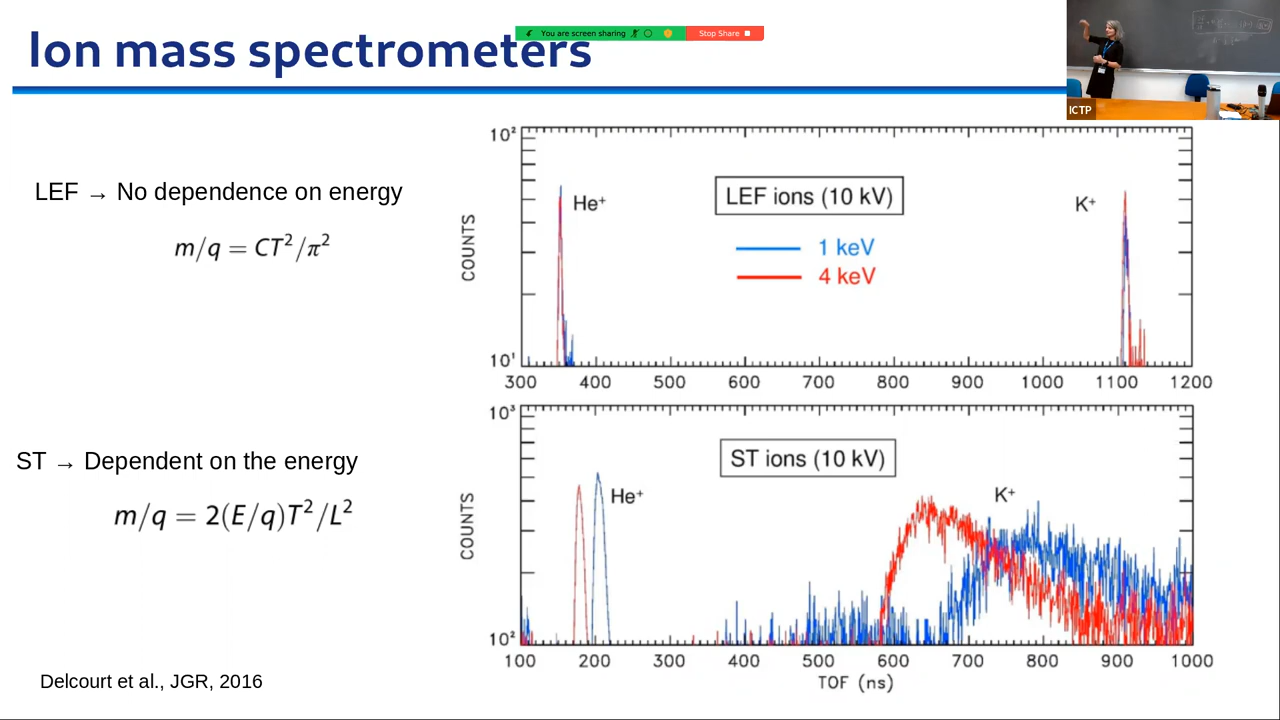 Ion mass spectrometers
You are screen sharing
Stop Share
ICTP
LEF → No dependence on energy
m/q = CT²/π²
ST → Dependent on the energy
m/q = 2(E/q)T²/L²
Delcourt et al., JGR, 2016
10²
COUNTS
10¹
He⁺
LEF ions (10 kV)
1 keV
4 keV
K⁺
300 400 500 600 700 800 900 1000 1100 1200
10³
COUNTS
10²
He⁺
ST ions (10 kV)
K⁺
100 200 300 400 500 600 700 800 900 1000
TOF (ns)